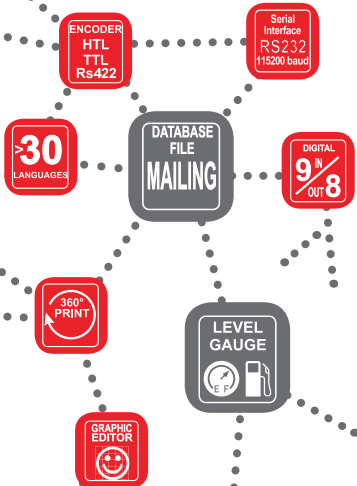 ENCODER
HTL
TTL
Rs422
Serial
Interface
RS232
115200 baud
>30
LANGUAGES
DATABASE
FILE
MAILING
DIGITAL
9 IN
OUT 8
360°
PRINT
LEVEL
GAUGE
E F
GRAPHIC
EDITOR